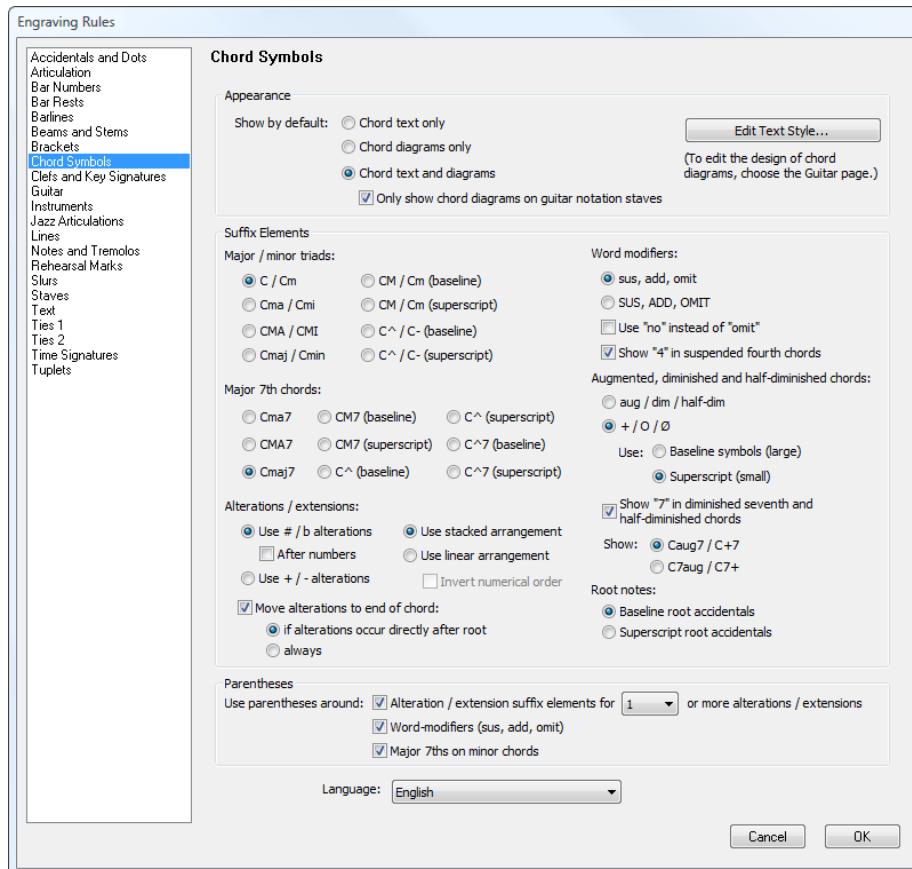 Engraving Rules
Accidentals and Dots
Articulation
Bar Numbers
Bar Rests
Barlines
Beams and Stems
Brackets
Chord Symbols
Clefs and Key Signatures
Guitar
Instruments
Jazz Articulations
Lines
Notes and Tremolos
Rehearsal Marks
Slurs
Staves
Text
Ties 1
Ties 2
Time Signatures
Tuplets
Chord Symbols
Appearance
Show by default:
Chord text only
Chord diagrams only
Chord text and diagrams
Only show chord diagrams on guitar notation staves
Edit Text Style...
(To edit the design of chord
diagrams, choose the Guitar page.)
Suffix Elements
Major / minor triads:
C / Cm
CM / Cm (baseline)
Cma / Cmi
CM / Cm (superscript)
CMA / CMI
C^ / C- (baseline)
Cmaj / Cmin
C^ / C- (superscript)
Major 7th chords:
Cma7
CM7 (baseline)
C^ (superscript)
CMA7
CM7 (superscript)
C^7 (baseline)
Cmaj7
C^ (baseline)
C^7 (superscript)
Alterations / extensions:
Use # / b alterations
Use stacked arrangement
After numbers
Use linear arrangement
Use + / - alterations
Invert numerical order
Move alterations to end of chord:
if alterations occur directly after root
always
Word modifiers:
sus, add, omit
SUS, ADD, OMIT
Use "no" instead of "omit"
Show "4" in suspended fourth chords
Augmented, diminished and half-diminished chords:
aug / dim / half-dim
+ / O / Ø
Use:
Baseline symbols (large)
Superscript (small)
Show "7" in diminished seventh and
half-diminished chords
Show:
Caug7 / C+7
C7aug / C7+
Root notes:
Baseline root accidentals
Superscript root accidentals
Parentheses
Use parentheses around:
Alteration / extension suffix elements for 1 or more alterations / extensions
Word-modifiers (sus, add, omit)
Major 7ths on minor chords
Language: English
Cancel
OK